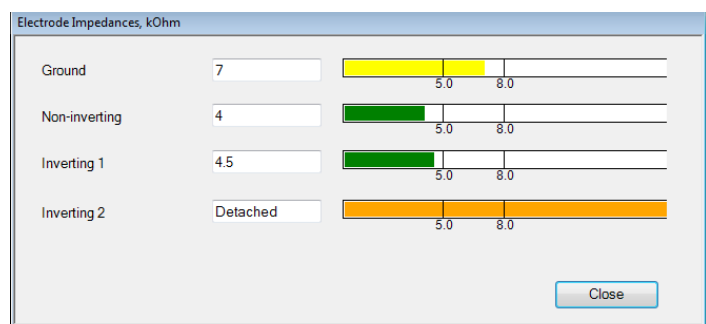 Electrode Impedances, kOhm
Ground 7
5.0 8.0
Non-inverting 4
5.0 8.0
Inverting 1 4.5
5.0 8.0
Inverting 2 Detached
5.0 8.0
Close